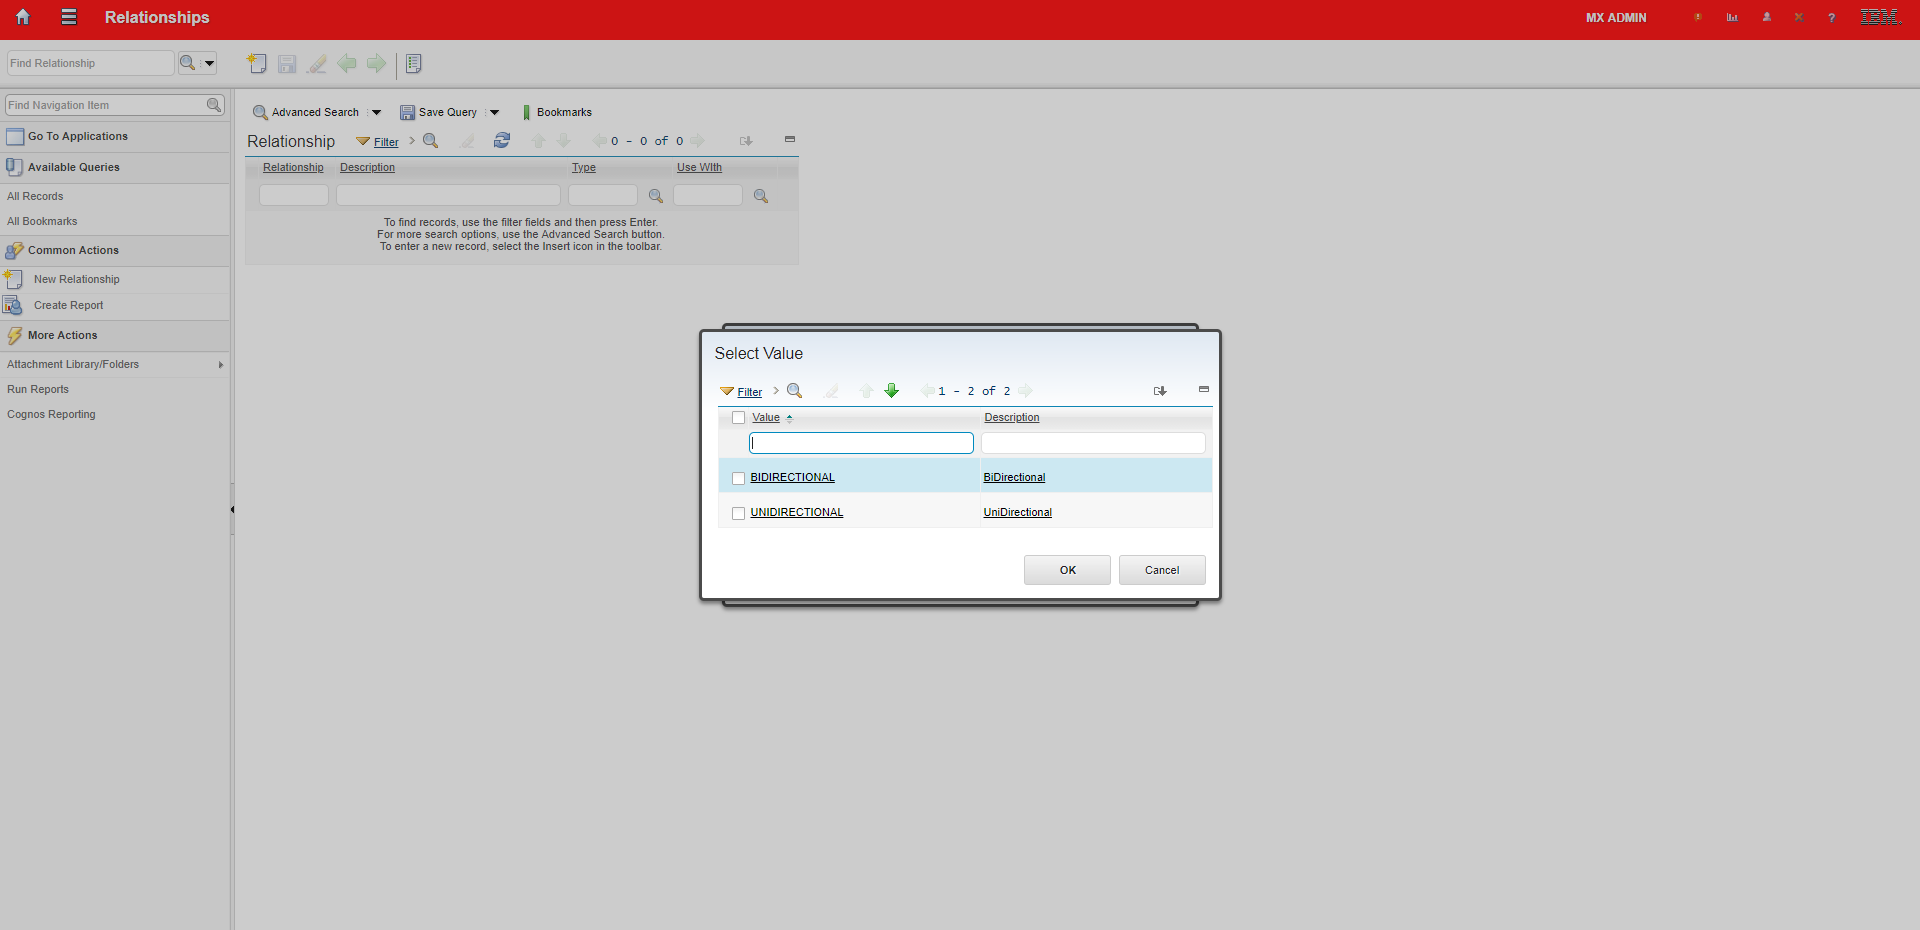 Relationships
MX ADMIN
?
IBM.
Find Relationship
Find Navigation Item
Go To Applications
Available Queries
All Records
All Bookmarks
Common Actions
New Relationship
Create Report
More Actions
Attachment Library/Folders
Run Reports
Cognos Reporting
Advanced Search
Save Query
Bookmarks
Relationship Filter 0 - 0 of 0
Relationship Description Type Use WIth
To find records, use the filter fields and then press Enter.
For more search options, use the Advanced Search button.
To enter a new record, select the Insert icon in the toolbar.
Select Value
Filter 1 - 2 of 2
Value Description
BIDIRECTIONAL BiDirectional
UNIDIRECTIONAL UniDirectional
OK Cancel